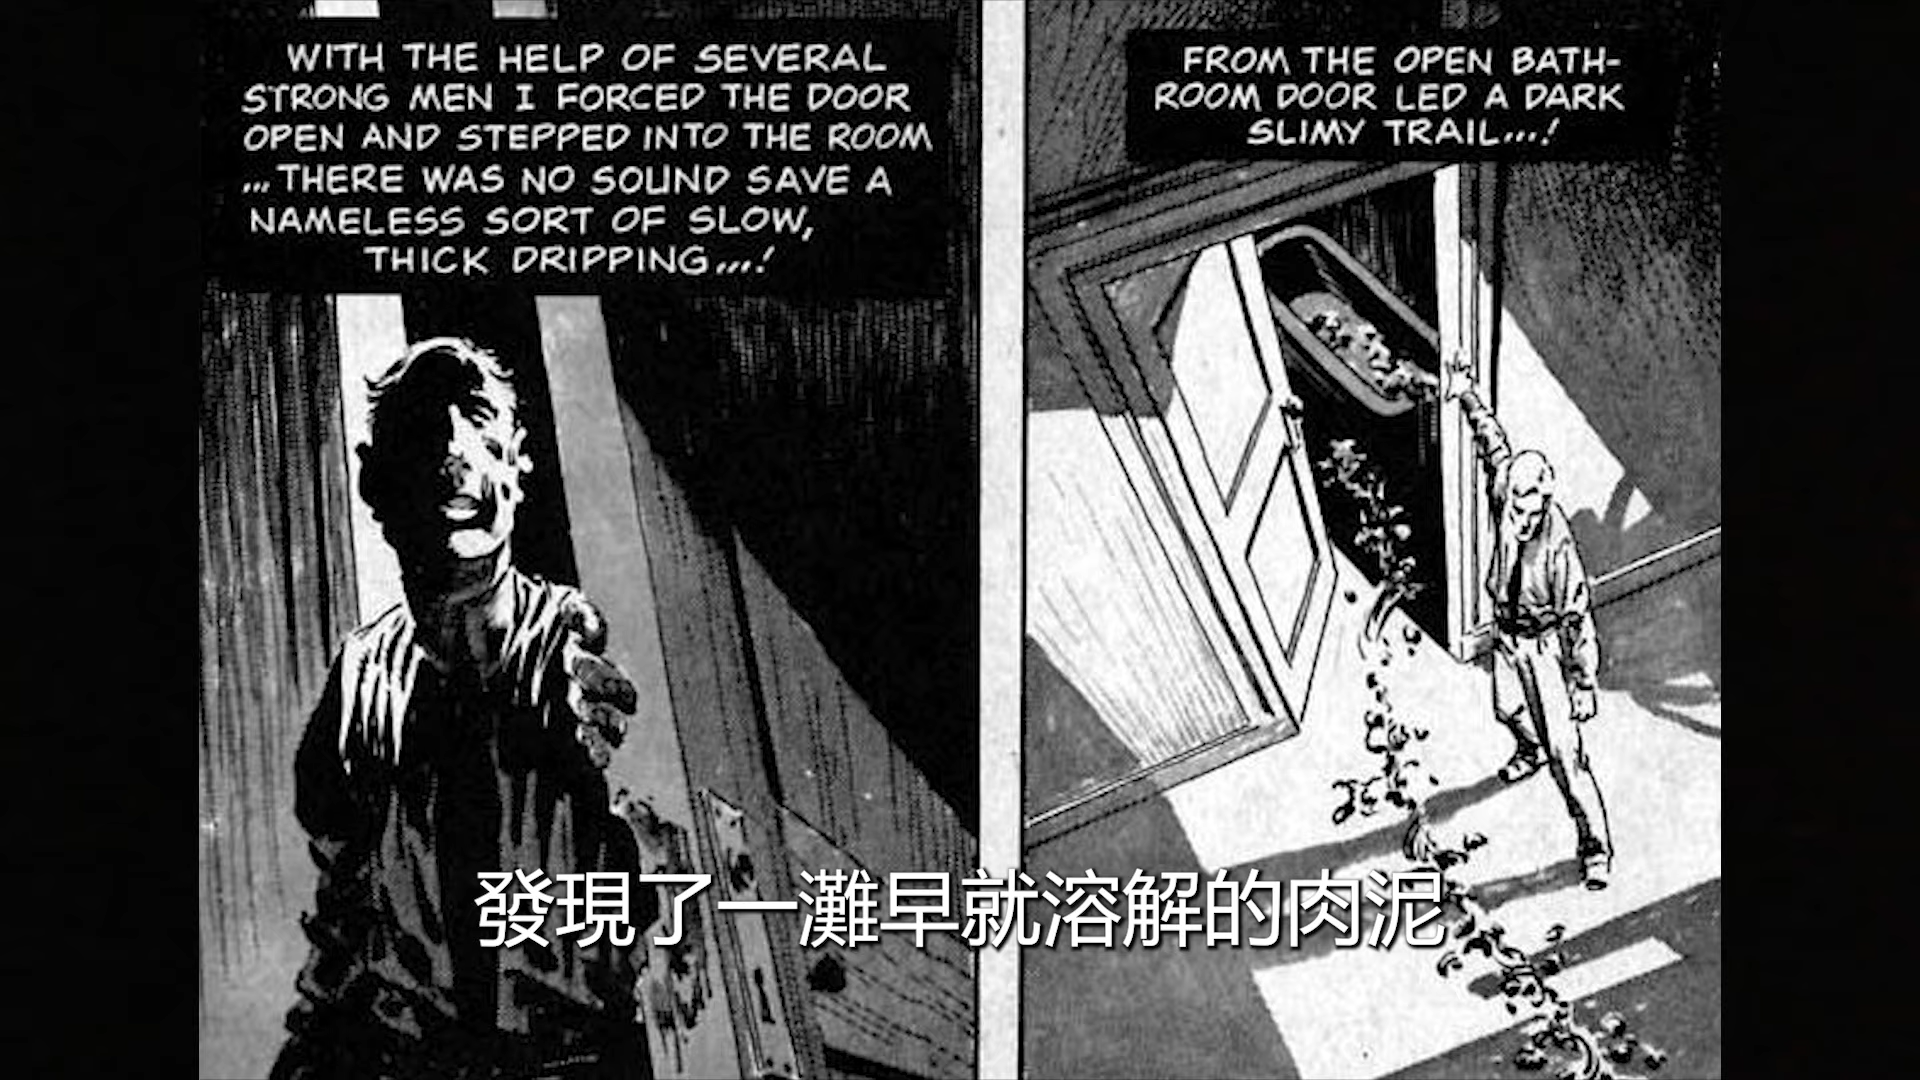 WITH THE HELP OF SEVERAL
STRONG MEN I FORCED THE DOOR
OPEN AND STEPPED INTO THE ROOM
...THERE WAS NO SOUND SAVE A
NAMELESS SORT OF SLOW,
THICK DRIPPING...!
FROM THE OPEN BATH-
ROOM DOOR LED A DARK
SLIMY TRAIL...!
發現了一灘早就溶解的肉泥